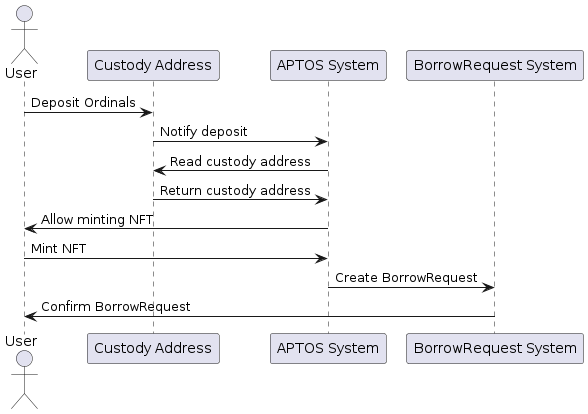 User
Custody Address
APTOS System
BorrowRequest System
Deposit Ordinals
Notify deposit
Read custody address
Return custody address
Allow minting NFT
Mint NFT
Create BorrowRequest
Confirm BorrowRequest
User
Custody Address
APTOS System
BorrowRequest System